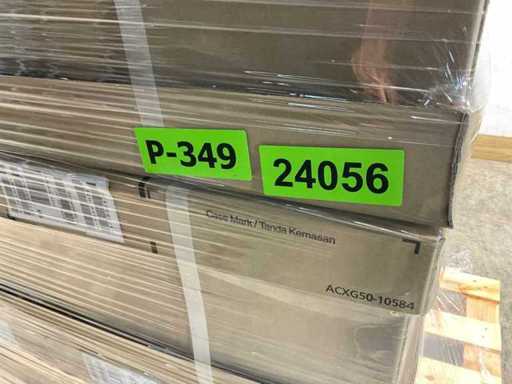 P-349
24056
Case Mark/Tanda Kemasan
ACXG50-10584